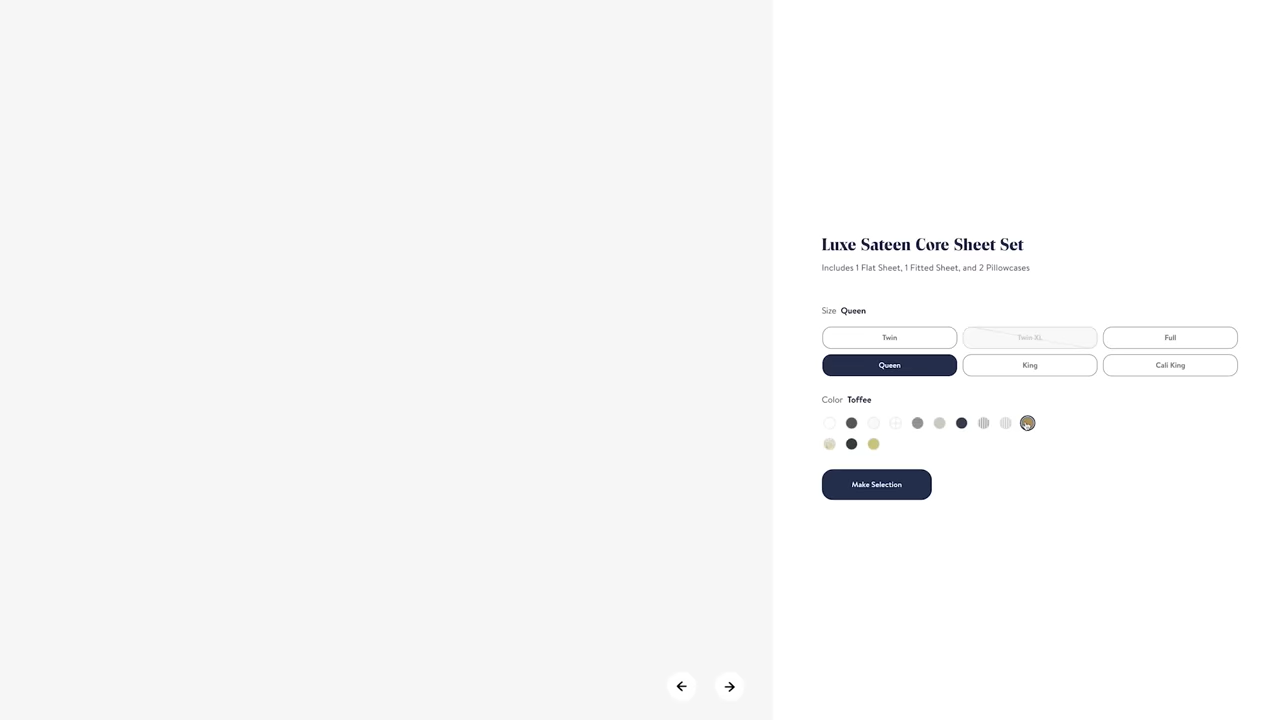 Luxe Sateen Core Sheet Set
Includes 1 Flat Sheet, 1 Fitted Sheet, and 2 Pillowcases
Size Queen
Twin Twin XL Full
Queen King Cali King
Color Toffee
Make Selection